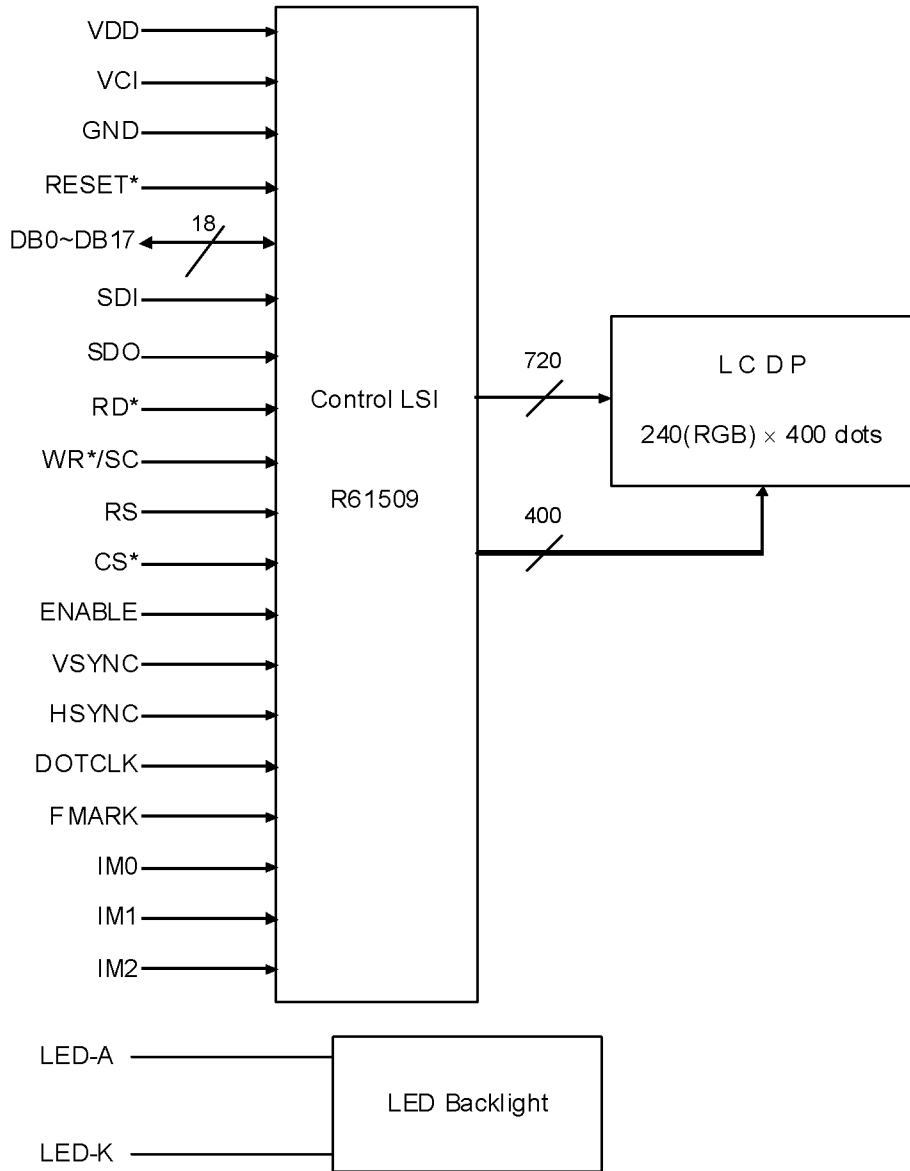 VDD
VCI
GND
RESET*
DB0~DB17
18
SDI
SDO
RD*
WR*/SC
RS
CS*
ENABLE
VSYNC
HSYNC
DOTCLK
FMARK
IM0
IM1
IM2
Control LSI
R61509
720
400
LCDP
240(RGB) × 400 dots
LED-A
LED-K
LED Backlight